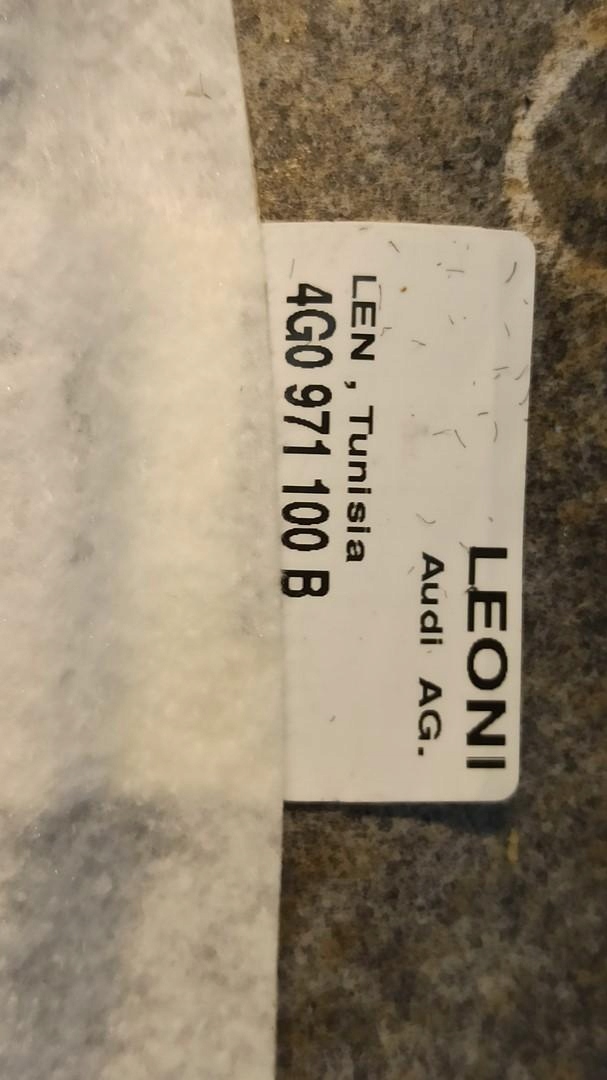 LEONI
Audi AG.
LEN , Tunisia
4G0 971 100 B